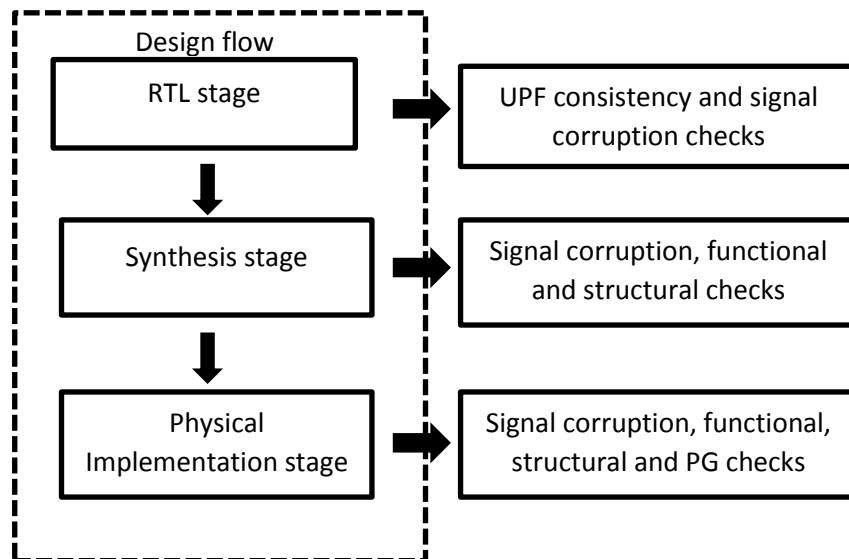 Design flow
RTL stage
UPF consistency and signal
corruption checks
Synthesis stage
Signal corruption, functional
and structural checks
Physical
Implementation stage
Signal corruption, functional,
structural and PG checks